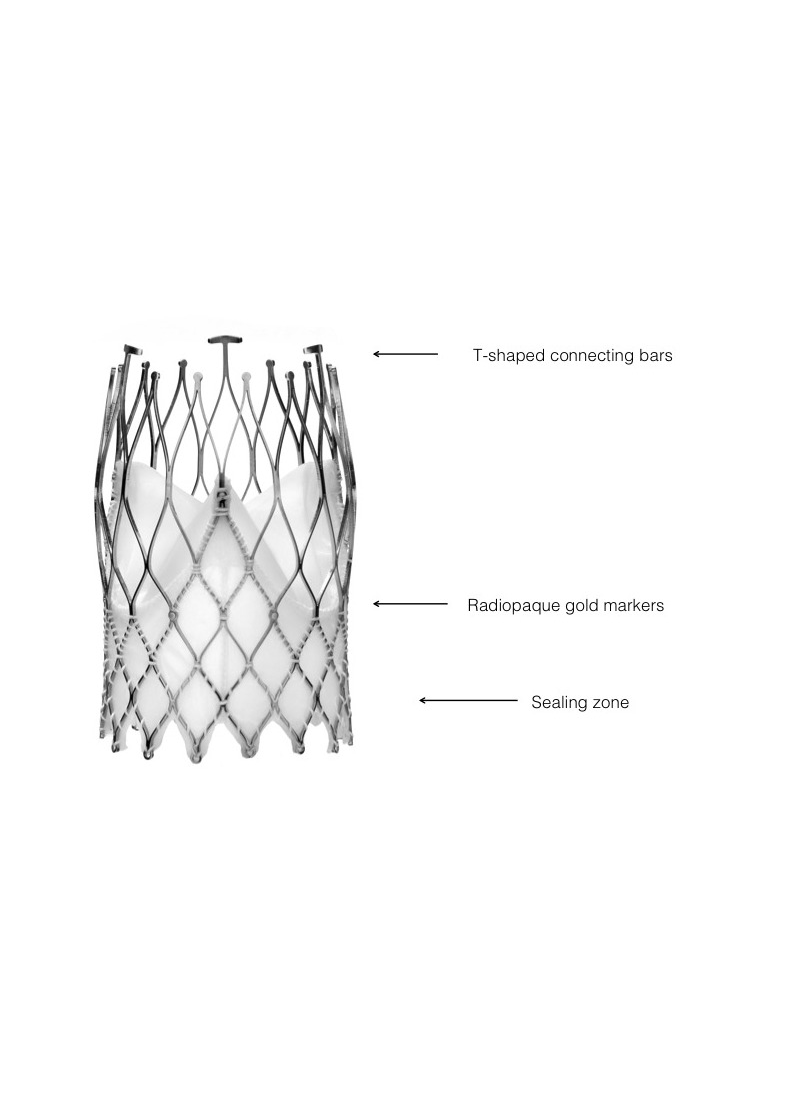 T-shaped connecting bars
Radiopaque gold markers
Sealing zone